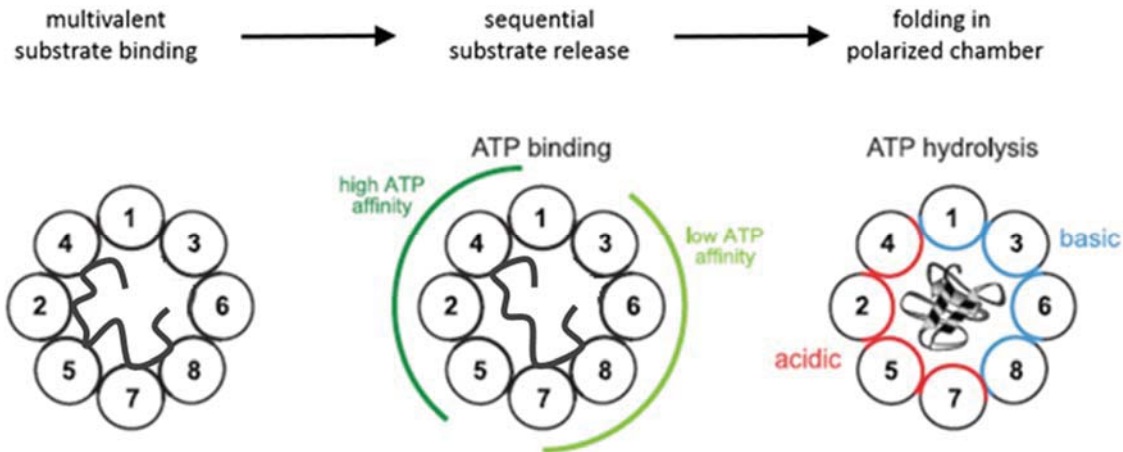 multivalent
substrate binding
sequential
substrate release
folding in
polarized chamber
ATP binding
ATP hydrolysis
high ATP
affinity
low ATP
affinity
basic
acidic
1
4
3
2
6
5
8
7
1
4
3
2
6
5
8
7
1
4
3
2
6
5
8
7